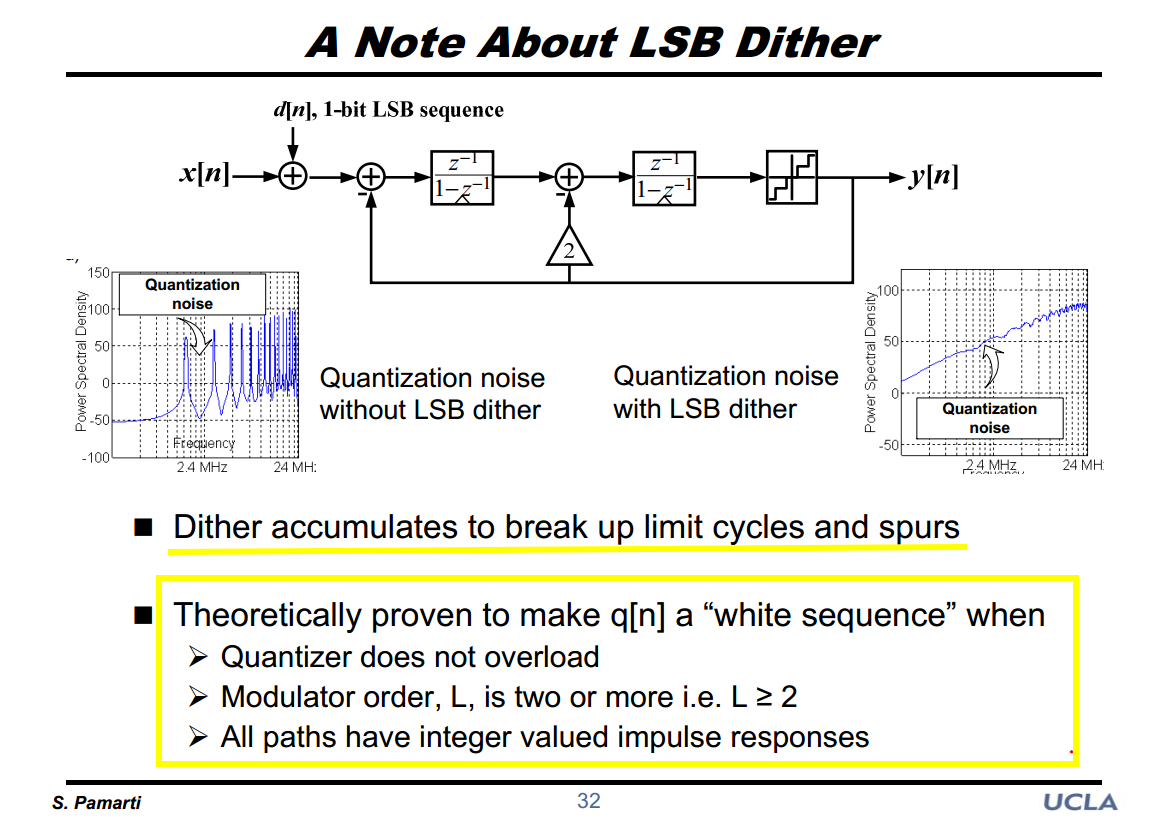 A Note About LSB Dither
d[n], 1-bit LSB sequence
x[n]
z⁻¹
1−z⁻¹
z⁻¹
1−z⁻¹
y[n]
-
-
2
150
100
50
0
-50
-100
Power Spectral Density
Quantization
noise
Frequency
2.4 MHz
24 MH:
Quantization noise
without LSB dither
Quantization noise
with LSB dither
100
50
0
-50
Power Spectral Density
Quantization
noise
2.4 MHz
24 MH:
Frequency
■ Dither accumulates to break up limit cycles and spurs
■ Theoretically proven to make q[n] a “white sequence” when
➢ Quantizer does not overload
➢ Modulator order, L, is two or more i.e. L ≥ 2
➢ All paths have integer valued impulse responses
S. Pamarti
32
UCLA